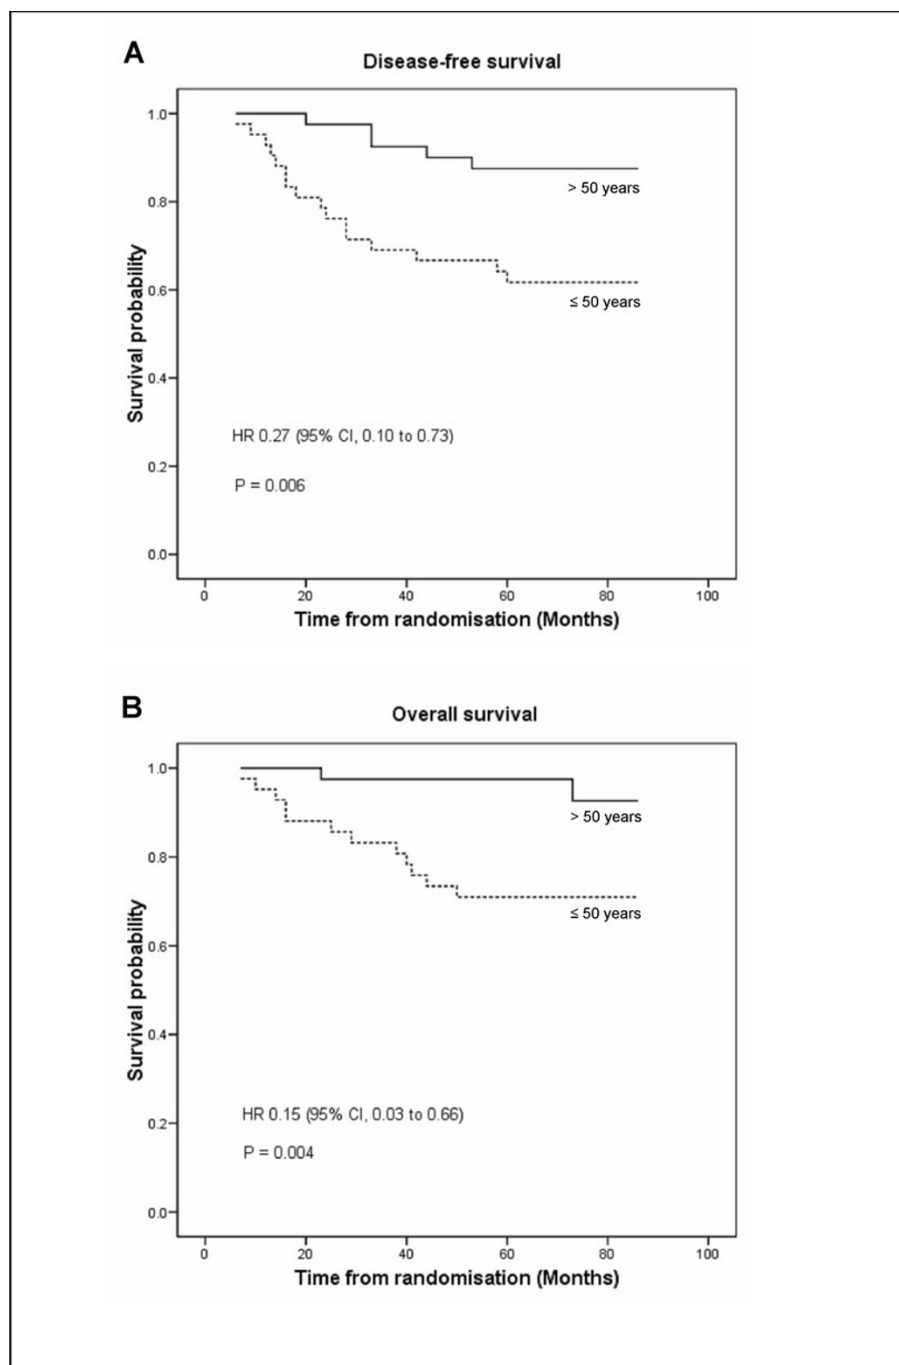 A
Disease-free survival
1.0
0.8
0.6
0.4
0.2
0.0
Survival probability
> 50 years
≤ 50 years
HR 0.27 (95% CI, 0.10 to 0.73)
P = 0.006
0 20 40 60 80 100
Time from randomisation (Months)
B
Overall survival
1.0
0.8
0.6
0.4
0.2
0.0
Survival probability
> 50 years
≤ 50 years
HR 0.15 (95% CI, 0.03 to 0.66)
P = 0.004
0 20 40 60 80 100
Time from randomisation (Months)